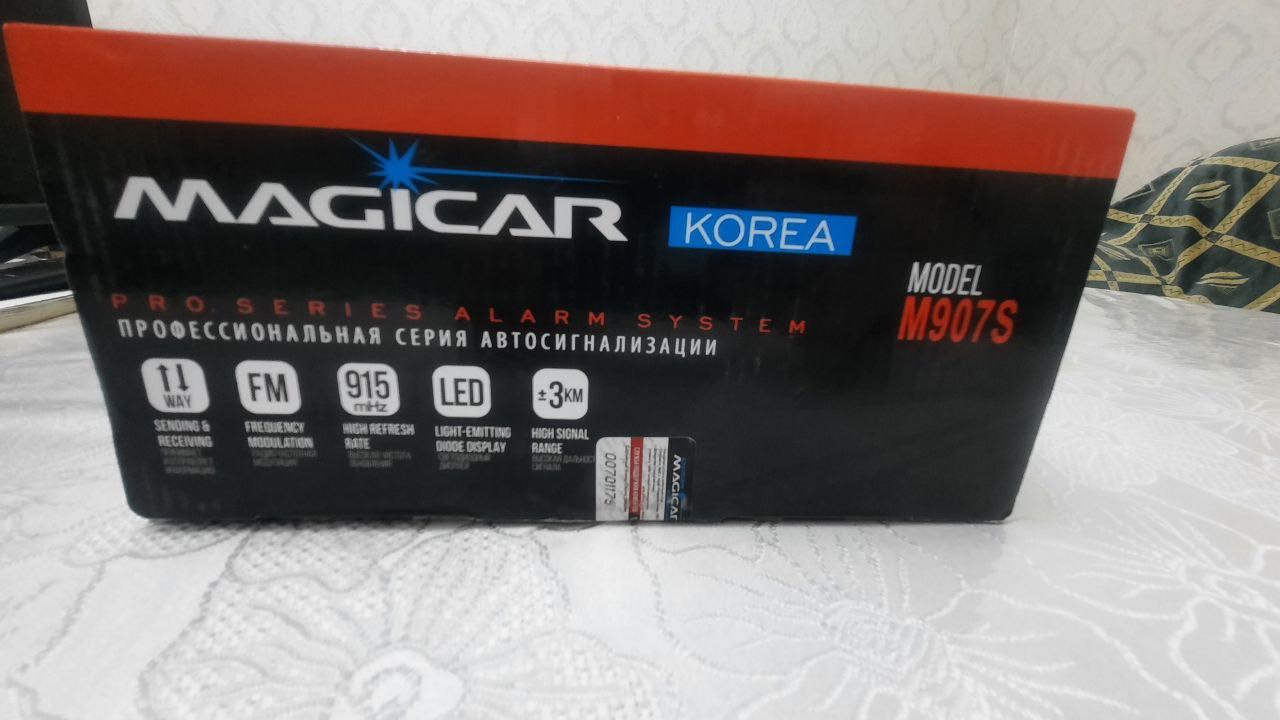 MAGICAR
KOREA
MODEL
M907S
PRO. SERIES ALARM SYSTEM
ПРОФЕССИОНАЛЬНАЯ СЕРИЯ АВТОСИГНАЛИЗАЦИИ
WAY
FM
915
mHz
LED
±3KM
SENDING &
RECEIVING
FREQUENCY
MODULATION
HIGH REFRESH
RATE
LIGHT-EMITTING
DIODE DISPLAY
HIGH SIGNAL
RANGE
MAGICAR